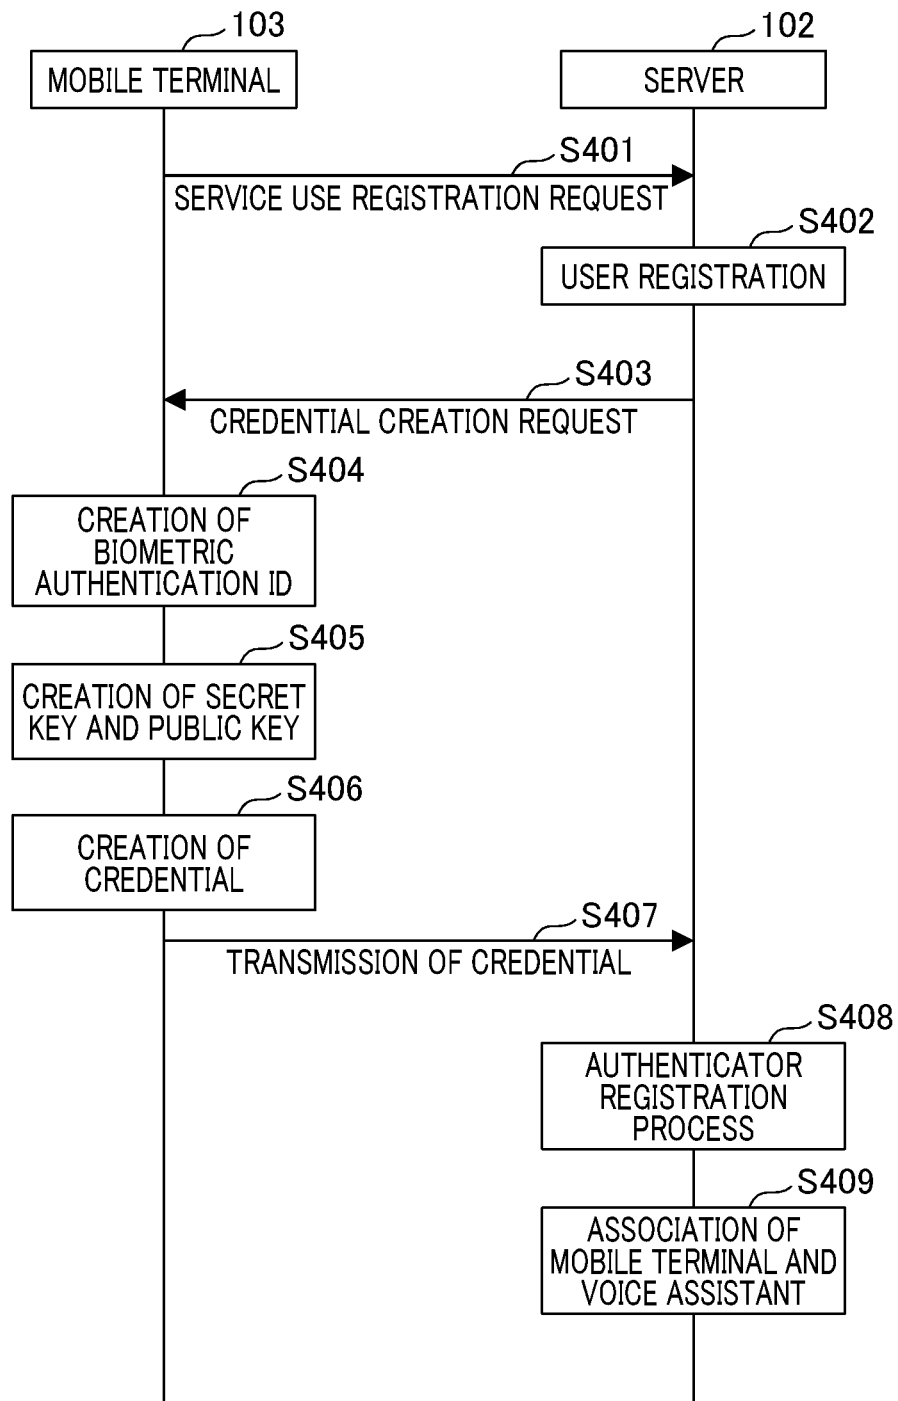 103
102
MOBILE TERMINAL
SERVER
S401
SERVICE USE REGISTRATION REQUEST
S402
USER REGISTRATION
S403
CREDENTIAL CREATION REQUEST
S404
CREATION OF
BIOMETRIC
AUTHENTICATION ID
S405
CREATION OF SECRET
KEY AND PUBLIC KEY
S406
CREATION OF
CREDENTIAL
S407
TRANSMISSION OF CREDENTIAL
S408
AUTHENTICATOR
REGISTRATION
PROCESS
S409
ASSOCIATION OF
MOBILE TERMINAL AND
VOICE ASSISTANT